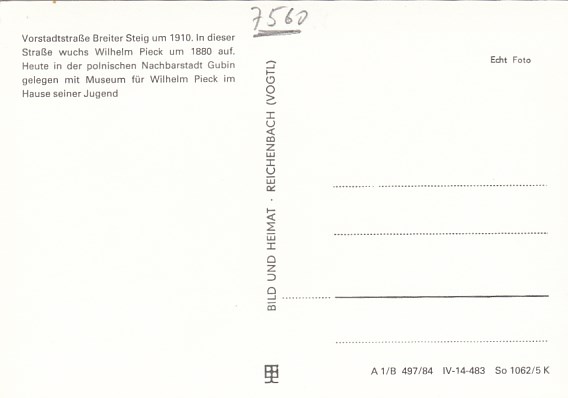 7560
Vorstadtstraße Breiter Steig um 1910. In dieser
Straße wuchs Wilhelm Pieck um 1880 auf.
Heute in der polnischen Nachbarstadt Gubin
gelegen mit Museum für Wilhelm Pieck im
Hause seiner Jugend
Echt Foto
BILD UND HEIMAT · REICHENBACH (VOGTL)
A 1/B 497/84 IV-14-483 So 1062/5 K